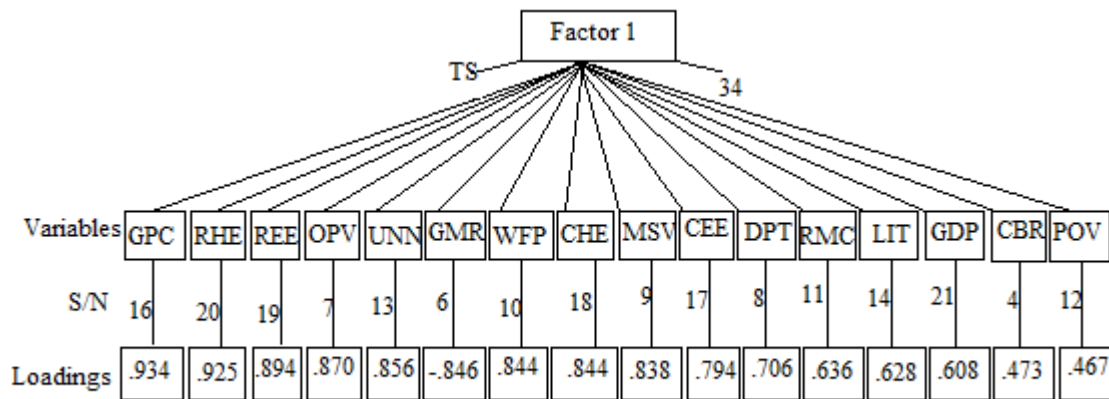 Factor 1
TS 34
Variables GPC RHE REE OPV UNN GMR WFP CHE MSV CEE DPT RMC LIT GDP CBR POV
S/N 16 20 19 7 13 6 10 18 9 17 8 11 14 21 4 12
Loadings .934 .925 .894 .870 .856 -.846 .844 .844 .838 .794 .706 .636 .628 .608 .473 .467